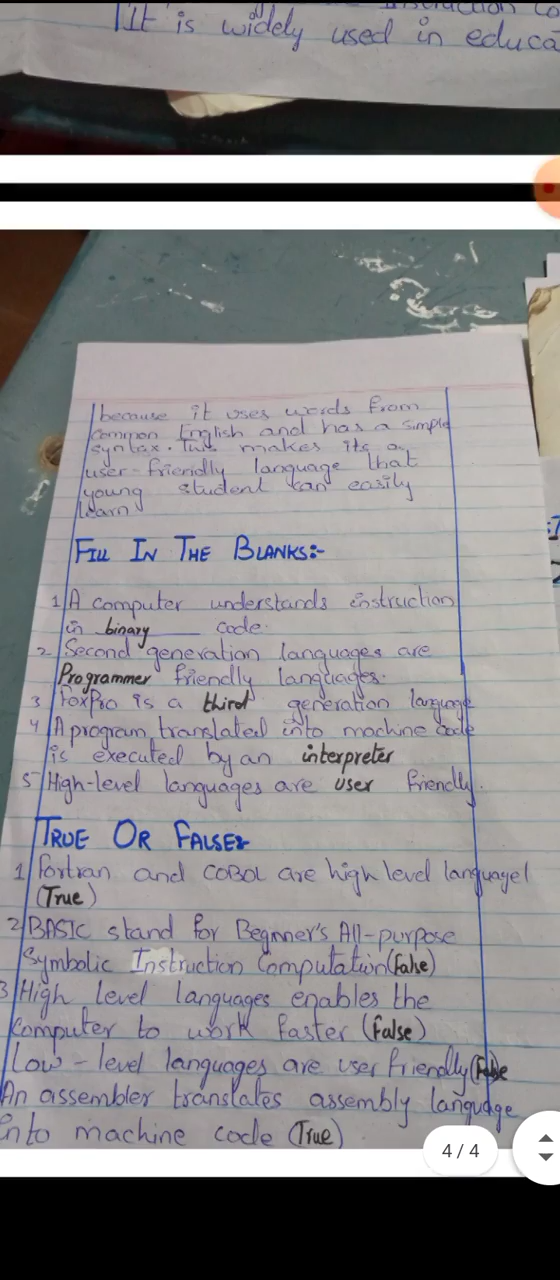 It is widely used in educa
because it uses words from
common English and has a simple
syntax. This makes its a
user-friendly language that
young student can easily
learn
FILL IN THE BLANKS:-
1 A computer understands instruction
in binary code.
2 Second generation languages are
Programmer friendly languages.
3 FoxPro is a third generation language
4 A program translated into machine code
is executed by an interpreter
5 High-level languages are user friendly.
TRUE OR FALSE:
1 Fortran and COBOL are high level language!
(True)
2 BASIC stand for Beginner's All-purpose
Symbolic Instruction Computation (False)
3 High level languages enables the
Computer to work faster (False)
Low-level languages are user friendly (False
An assembler translates assembly language
into machine code (True)
4/4